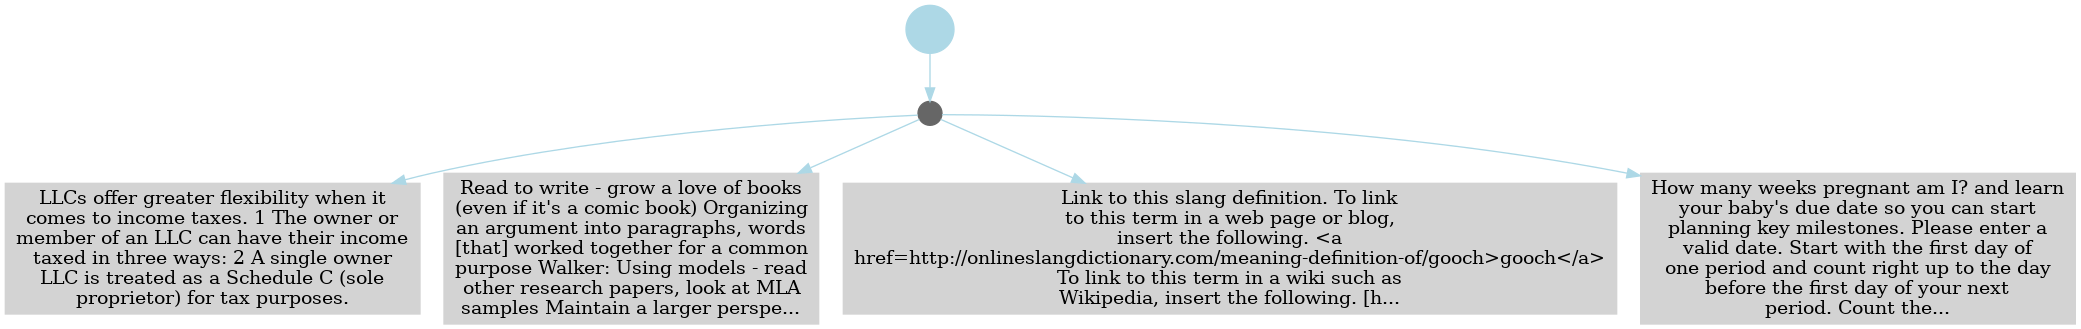 LLCs offer greater flexibility when it
comes to income taxes. 1 The owner or
member of an LLC can have their income
taxed in three ways: 2 A single owner
LLC is treated as a Schedule C (sole
proprietor) for tax purposes.
Read to write - grow a love of books
(even if it's a comic book) Organizing
an argument into paragraphs, words
[that] worked together for a common
purpose Walker: Using models - read
other research papers, look at MLA
samples Maintain a larger perspe...
Link to this slang definition. To link
to this term in a web page or blog,
insert the following. <a
href=http://onlineslangdictionary.com/meaning-definition-of/gooch>gooch</a>
To link to this term in a wiki such as
Wikipedia, insert the following. [h...
How many weeks pregnant am I? and learn
your baby's due date so you can start
planning key milestones. Please enter a
valid date. Start with the first day of
one period and count right up to the day
before the first day of your next
period. Count the...